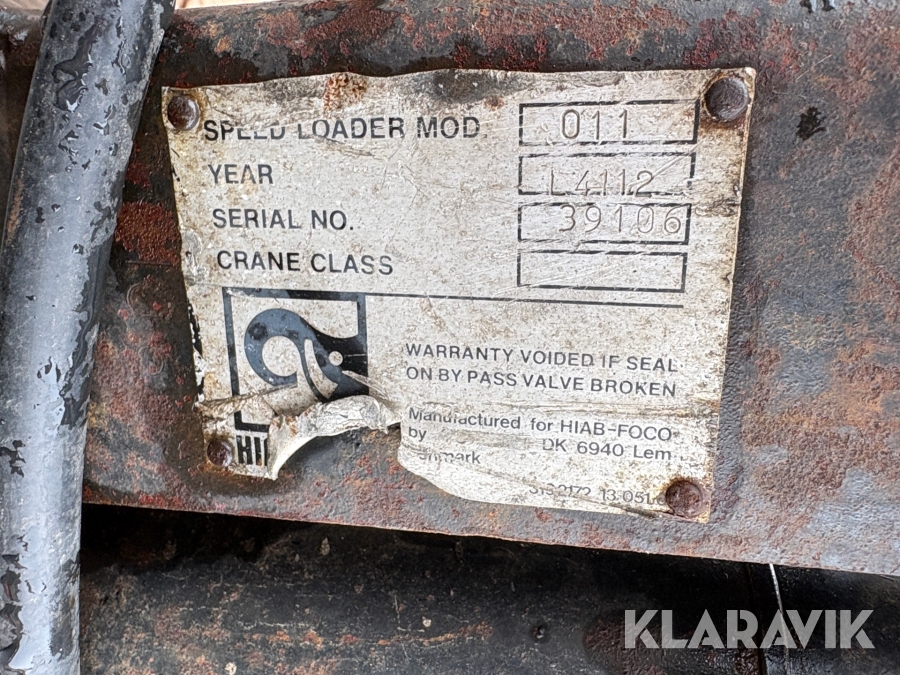 SPEED LOADER MOD. 011
YEAR L4112
SERIAL NO. 39106
CRANE CLASS
WARRANTY VOIDED IF SEAL
ON BY PASS VALVE BROKEN
Manufactured for HIAB-FOCO
by DK 6940 Lem
HI
KLARAVIK